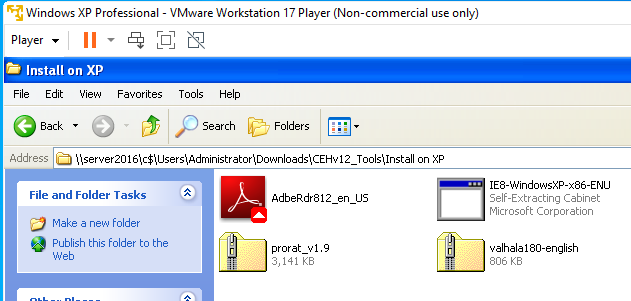 Windows XP Professional - VMware Workstation 17 Player (Non-commercial use only)
Player
Install on XP
File Edit View Favorites Tools Help
Back Search Folders
Address \\server2016\c$\Users\Administrator\Downloads\CEHv12_Tools\Install on XP
File and Folder Tasks
Make a new folder
Publish this folder to the
Web
AdbeRdr812_en_US
IE8-WindowsXP-x86-ENU
Self-Extracting Cabinet
Microsoft Corporation
prorat_v1.9
3,141 KB
valhala180-english
806 KB